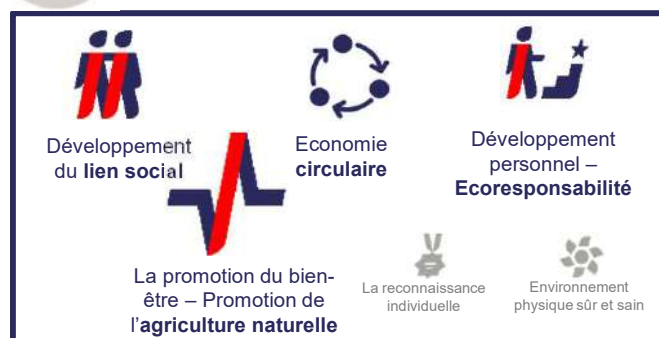 Développement
du lien social
Economie
circulaire
Développement
personnel –
Ecoresponsabilité
La promotion du bien-
être – Promotion de
l'agriculture naturelle
La reconnaissance
individuelle
Environnement
physique sûr et sain